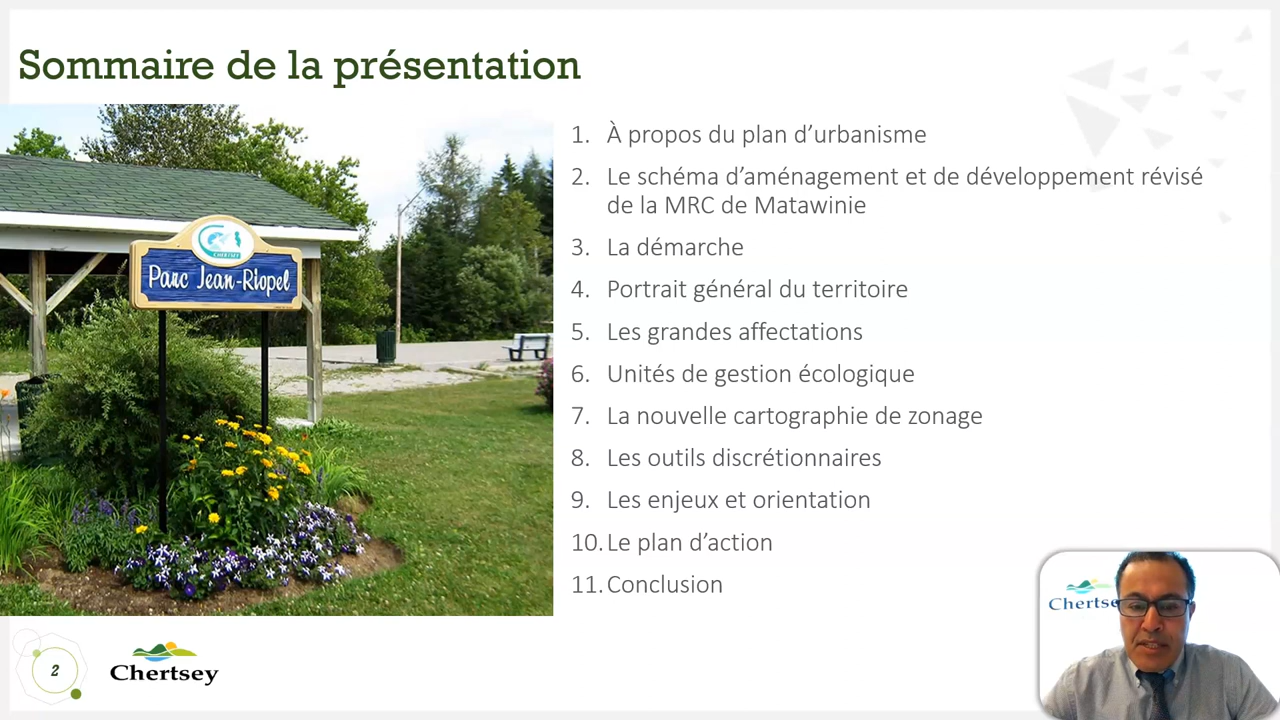 Sommaire de la présentation
CHERTSEY
Parc Jean-Riopel
1. À propos du plan d’urbanisme
2. Le schéma d’aménagement et de développement révisé
de la MRC de Matawinie
3. La démarche
4. Portrait général du territoire
5. Les grandes affectations
6. Unités de gestion écologique
7. La nouvelle cartographie de zonage
8. Les outils discrétionnaires
9. Les enjeux et orientation
10. Le plan d’action
11. Conclusion
2
Chertsey
Chertse